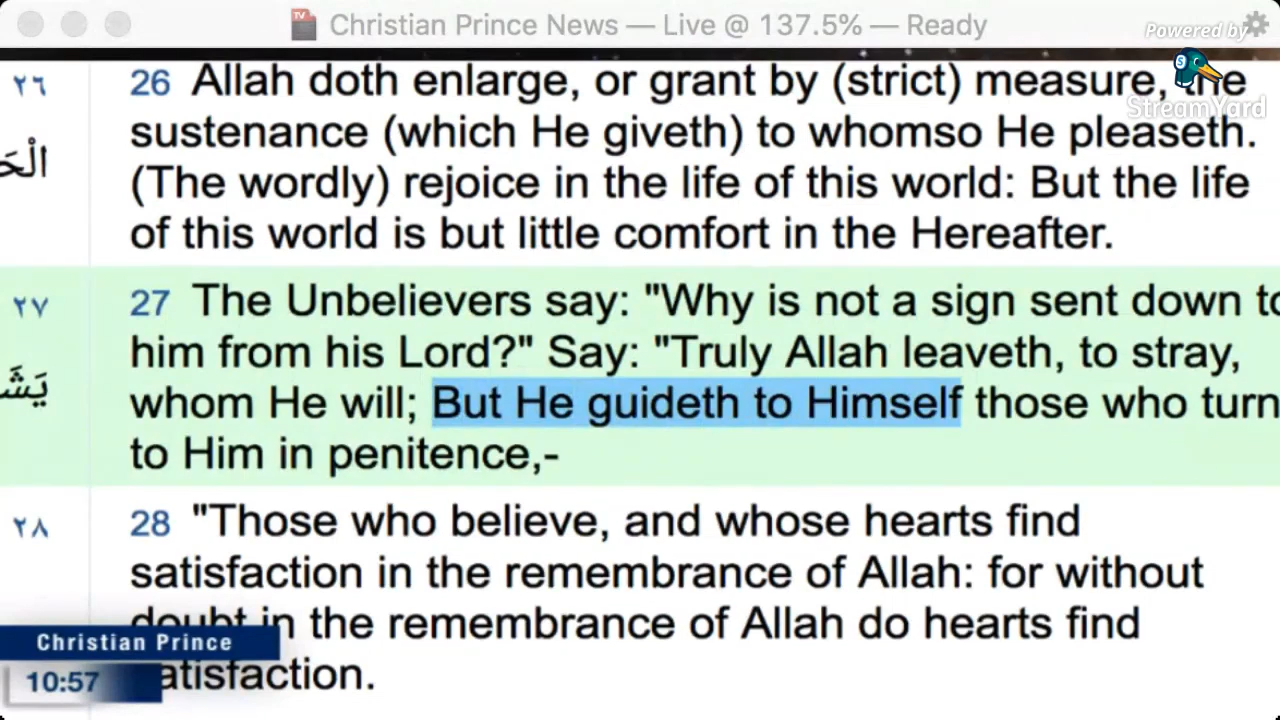 Christian Prince News — Live @ 137.5% — Ready
Powered by
StreamYard
٢٦ 26 Allah doth enlarge, or grant by (strict) measure, the
sustenance (which He giveth) to whomso He pleaseth.
(The wordly) rejoice in the life of this world: But the life
of this world is but little comfort in the Hereafter.
٢٧ 27 The Unbelievers say: "Why is not a sign sent down to
him from his Lord?" Say: "Truly Allah leaveth, to stray,
whom He will; But He guideth to Himself those who turn
to Him in penitence,-
٢٨ 28 "Those who believe, and whose hearts find
satisfaction in the remembrance of Allah: for without
doubt in the remembrance of Allah do hearts find
satisfaction.
Christian Prince
10:57